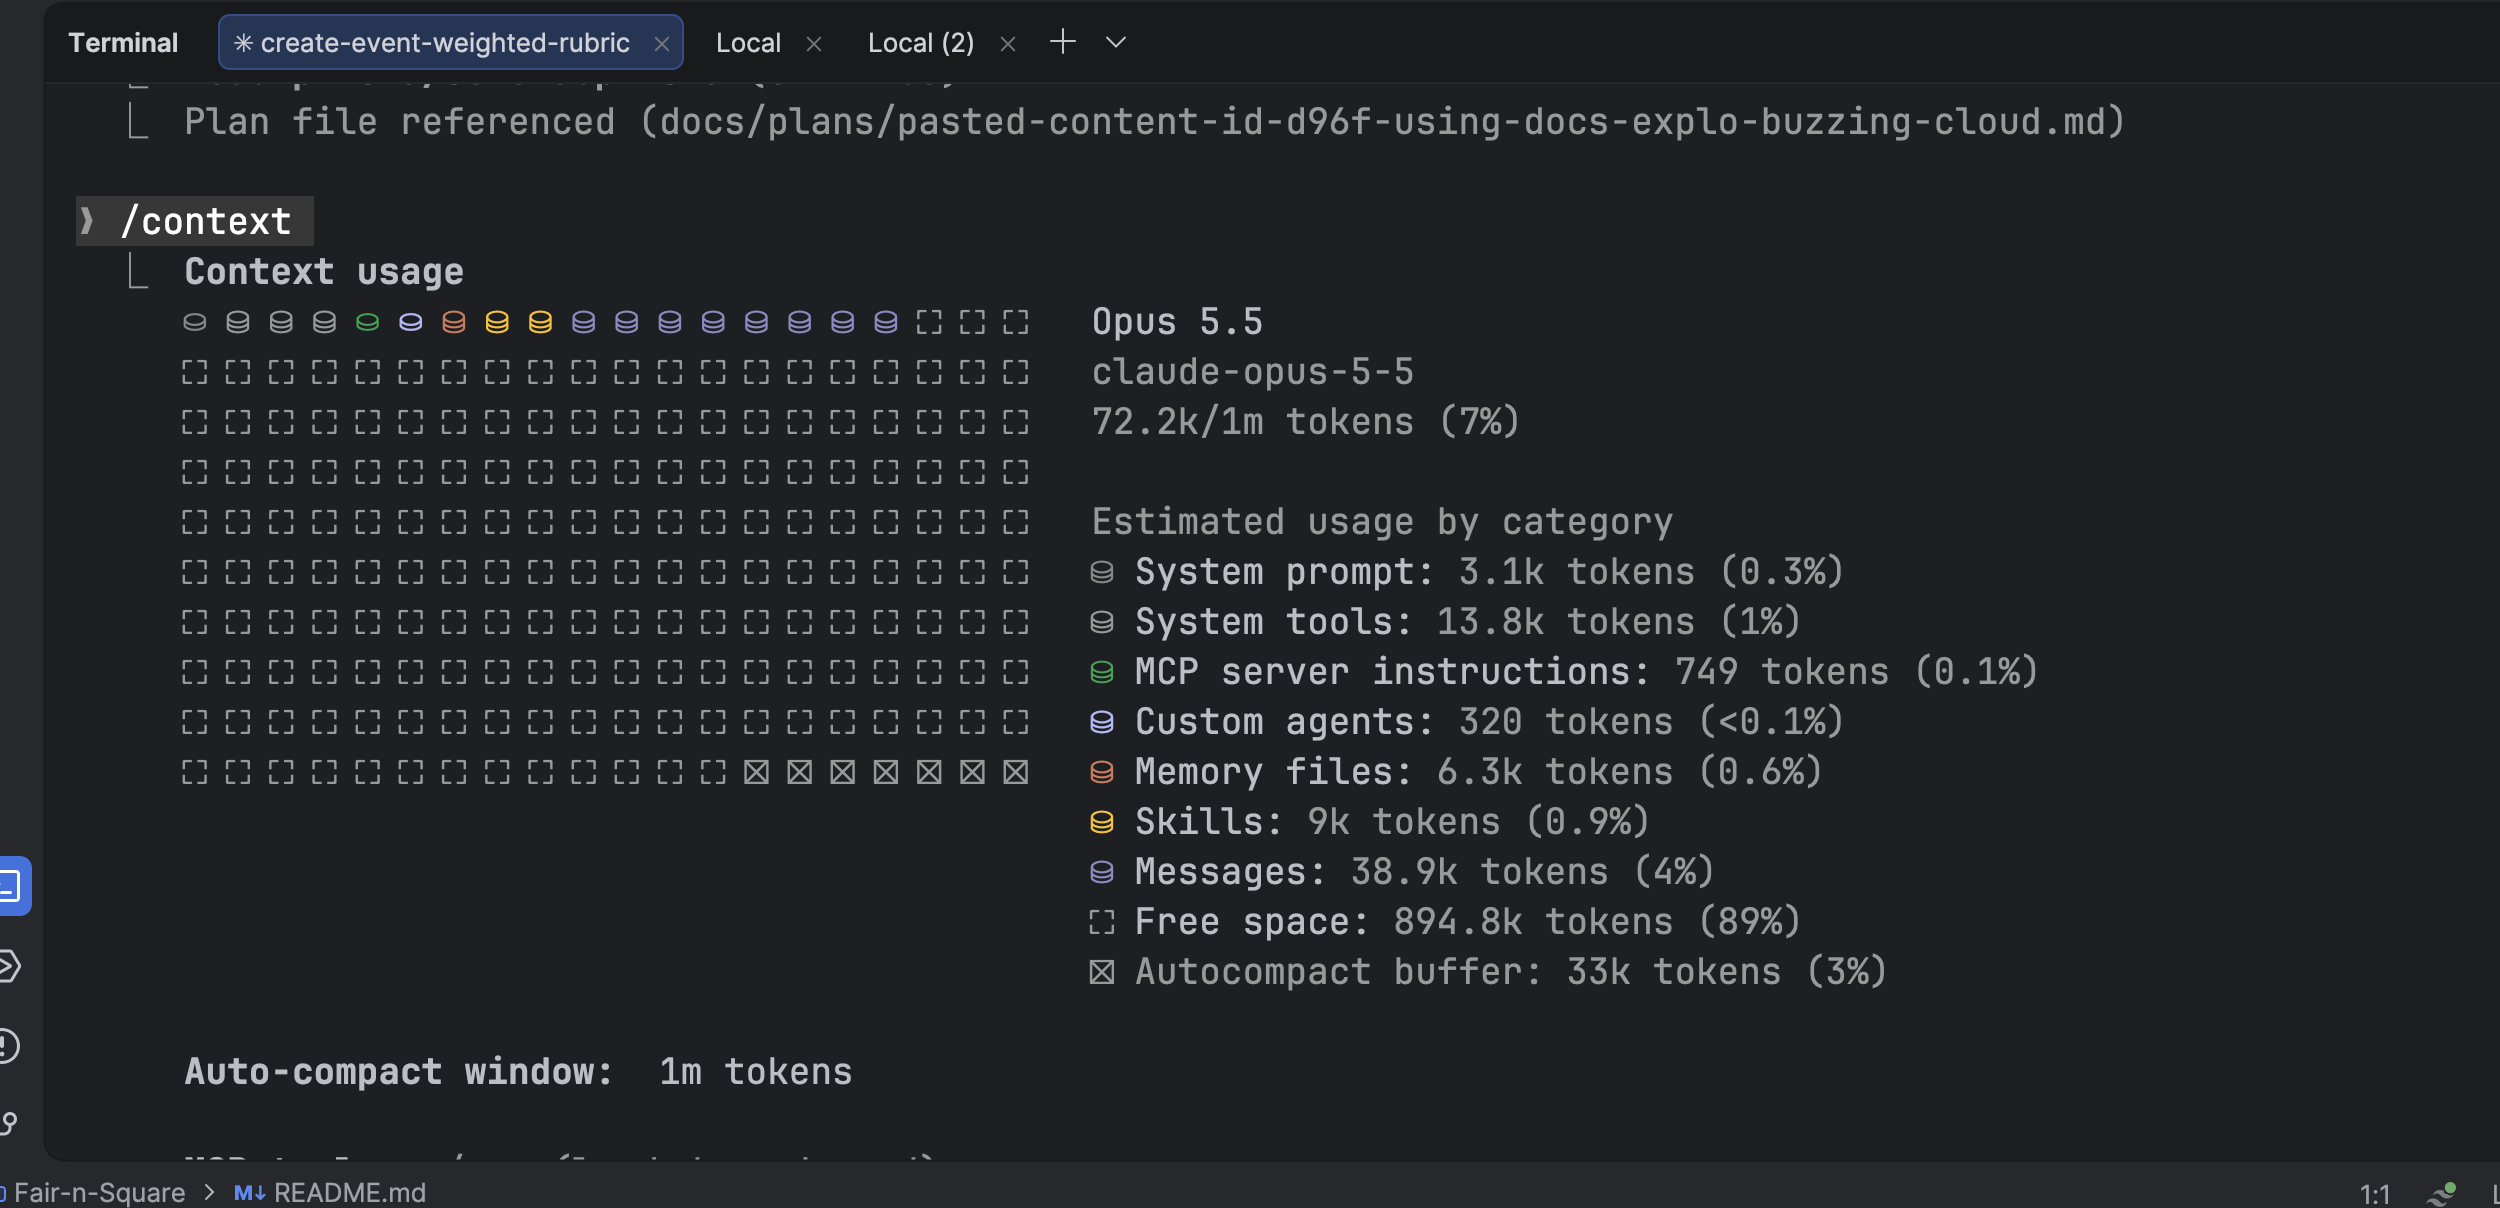 Terminal
create-event-weighted-rubric
Local
Local (2)
Plan file referenced (docs/plans/pasted-content-id-d96f-using-docs-explo-buzzing-cloud.md)
/context
Context usage
Opus 5.5
claude-opus-5-5
72.2k/1m tokens (7%)
Estimated usage by category
System prompt: 3.1k tokens (0.3%)
System tools: 13.8k tokens (1%)
MCP server instructions: 749 tokens (0.1%)
Custom agents: 320 tokens (<0.1%)
Memory files: 6.3k tokens (0.6%)
Skills: 9k tokens (0.9%)
Messages: 38.9k tokens (4%)
Free space: 894.8k tokens (89%)
Autocompact buffer: 33k tokens (3%)
Auto-compact window: 1m tokens
Fair-n-Square > M↓ README.md
1:1